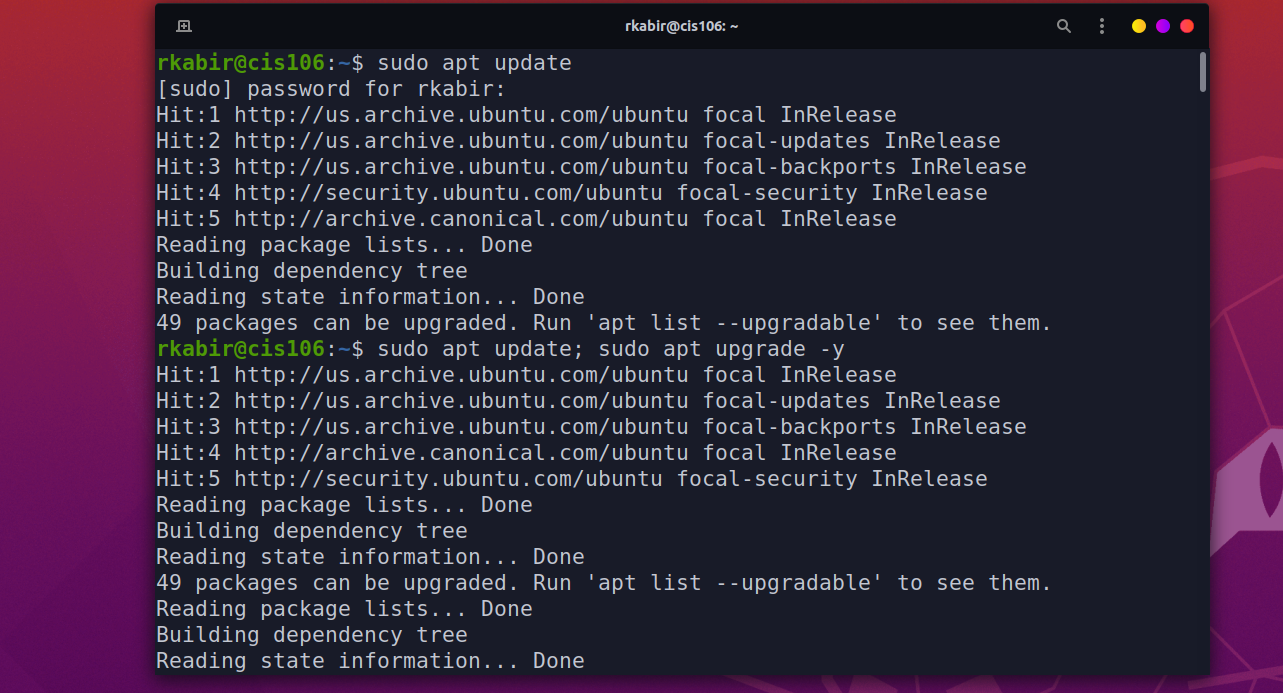 rkabir@cis106: ~
rkabir@cis106:~$ sudo apt update
[sudo] password for rkabir:
Hit:1 http://us.archive.ubuntu.com/ubuntu focal InRelease
Hit:2 http://us.archive.ubuntu.com/ubuntu focal-updates InRelease
Hit:3 http://us.archive.ubuntu.com/ubuntu focal-backports InRelease
Hit:4 http://security.ubuntu.com/ubuntu focal-security InRelease
Hit:5 http://archive.canonical.com/ubuntu focal InRelease
Reading package lists... Done
Building dependency tree
Reading state information... Done
49 packages can be upgraded. Run 'apt list --upgradable' to see them.
rkabir@cis106:~$ sudo apt update; sudo apt upgrade -y
Hit:1 http://us.archive.ubuntu.com/ubuntu focal InRelease
Hit:2 http://us.archive.ubuntu.com/ubuntu focal-updates InRelease
Hit:3 http://us.archive.ubuntu.com/ubuntu focal-backports InRelease
Hit:4 http://archive.canonical.com/ubuntu focal InRelease
Hit:5 http://security.ubuntu.com/ubuntu focal-security InRelease
Reading package lists... Done
Building dependency tree
Reading state information... Done
49 packages can be upgraded. Run 'apt list --upgradable' to see them.
Reading package lists... Done
Building dependency tree
Reading state information... Done